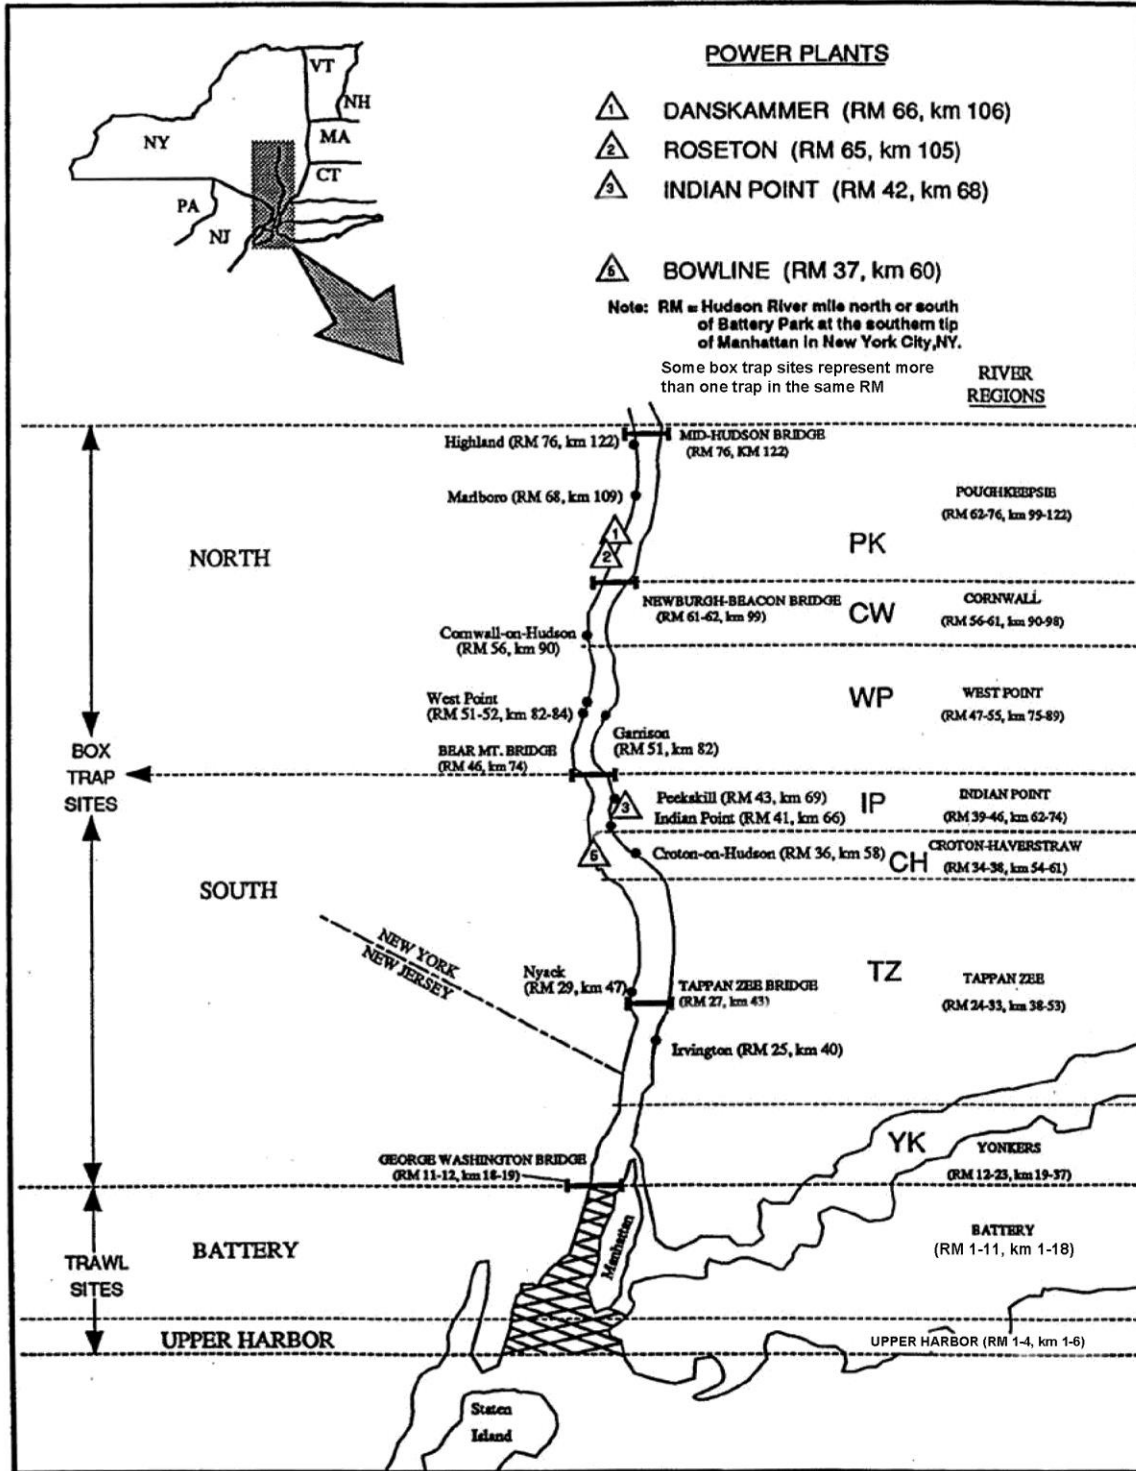 POWER PLANTS
1 DANSKAMMER (RM 66, km 106)
2 ROSETON (RM 65, km 105)
3 INDIAN POINT (RM 42, km 68)
5 BOWLINE (RM 37, km 60)
Note: RM = Hudson River mile north or south
of Battery Park at the southern tip
of Manhattan in New York City,NY.
Some box trap sites represent more
than one trap in the same RM
VT
NH
NY
MA
CT
PA
NJ
RIVER
REGIONS
Highland (RM 76, km 122)
MID-HUDSON BRIDGE
(RM 76, KM 122)
Marlboro (RM 68, km 109)
POUGHKEEPSIE
(RM 62-76, km 99-122)
1
2
PK
NORTH
NEWBURGH-BEACON BRIDGE
(RM 61-62, km 99)
CW
CORNWALL
(RM 56-61, km 90-98)
Cornwall-on-Hudson
(RM 56, km 90)
West Point
(RM 51-52, km 82-84)
WP
WEST POINT
(RM 47-55, km 75-89)
Garrison
(RM 51, km 82)
BEAR MT. BRIDGE
(RM 46, km 74)
BOX
TRAP
SITES
3
Peekskill (RM 43, km 69)
Indian Point (RM 41, km 66)
IP
INDIAN POINT
(RM 39-46, km 62-74)
5
Croton-on-Hudson (RM 36, km 58)
CH
CROTON-HAVERSTRAW
(RM 34-38, km 54-61)
SOUTH
NEW YORK
NEW JERSEY
Nyack
(RM 29, km 47)
TAPPAN ZEE BRIDGE
(RM 27, km 43)
TZ
TAPPAN ZEE
(RM 24-33, km 38-53)
Irvington (RM 25, km 40)
YK
YONKERS
(RM 12-23, km 19-37)
GEORGE WASHINGTON BRIDGE
(RM 11-12, km 18-19)
Manhattan
TRAWL
SITES
BATTERY
BATTERY
(RM 1-11, km 1-18)
UPPER HARBOR
UPPER HARBOR (RM 1-4, km 1-6)
Staten
Island